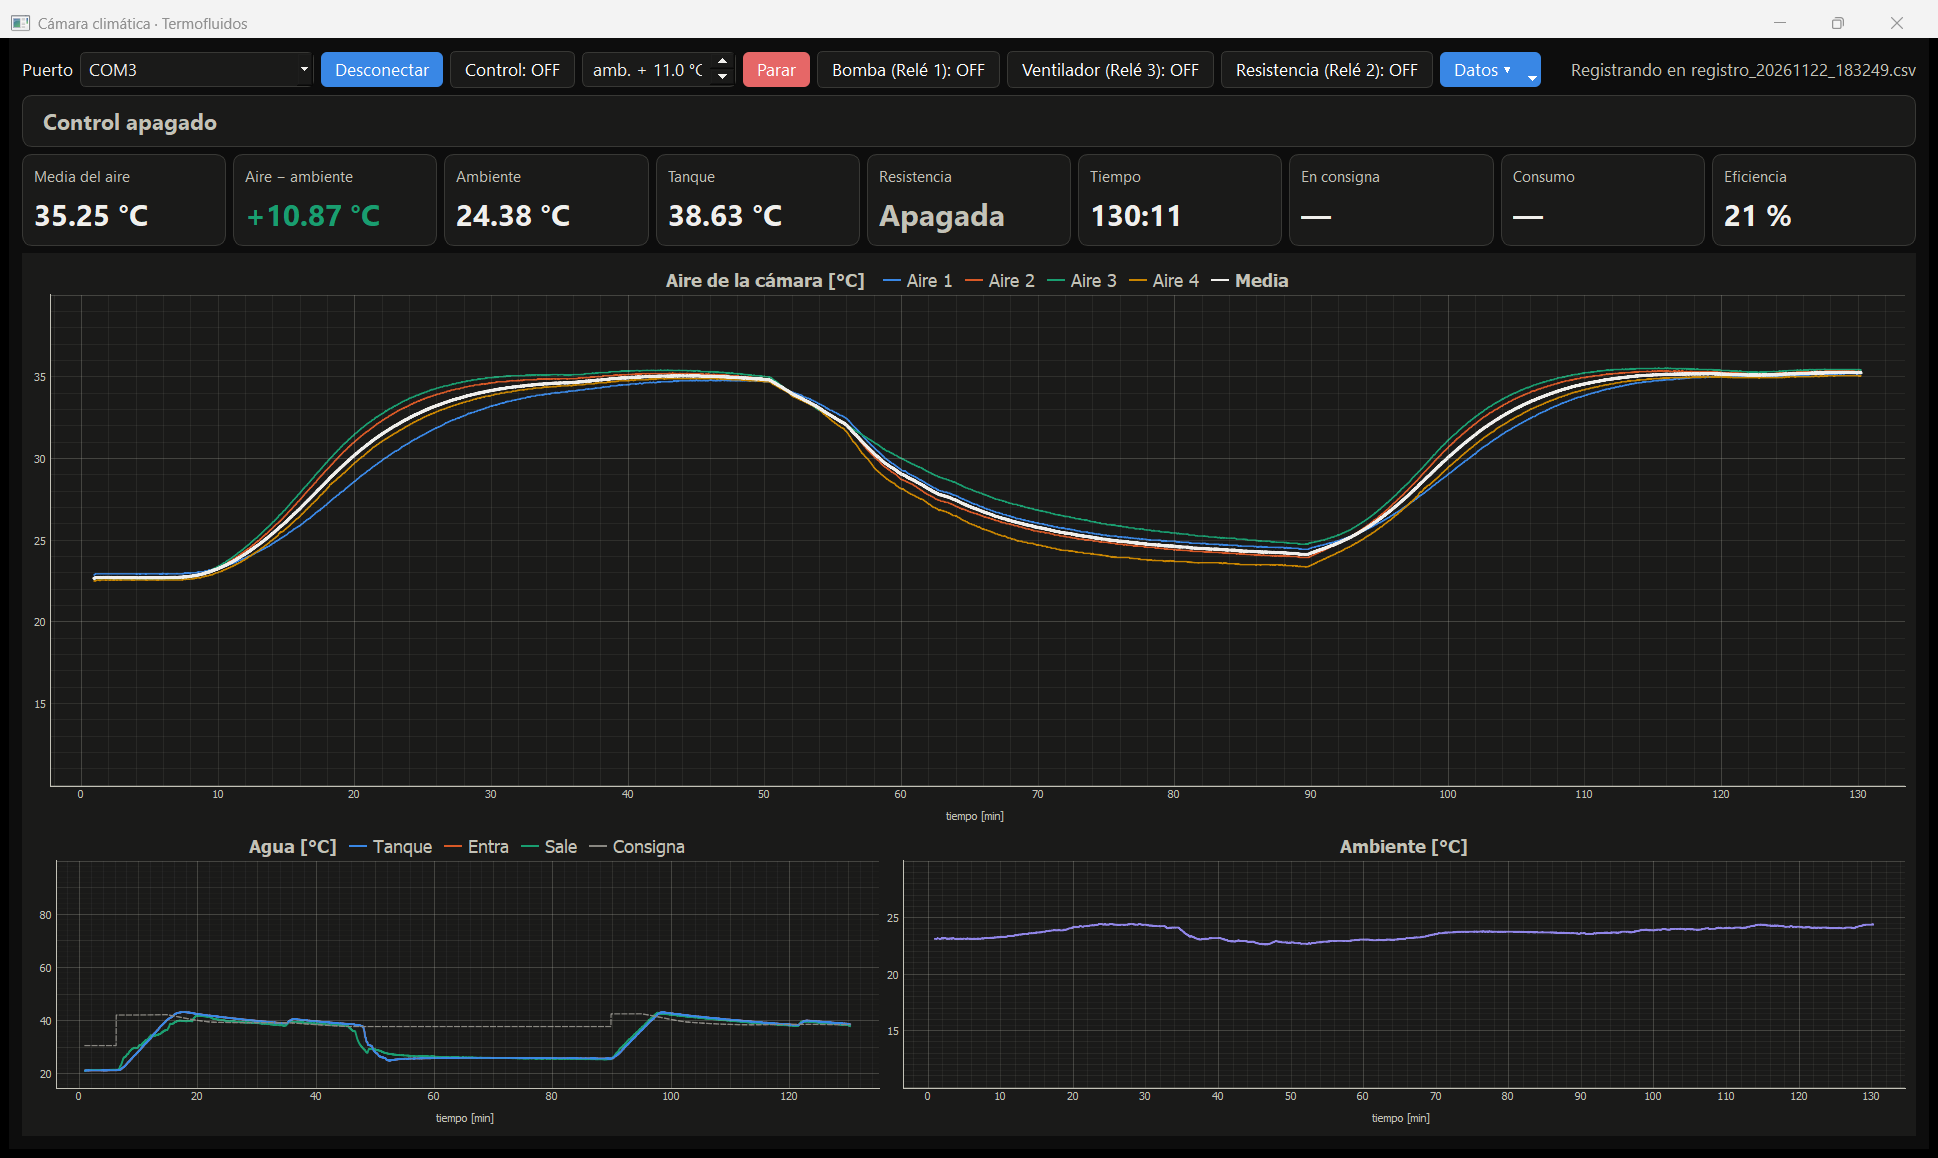 Cámara climática · Termofluidos
Puerto COM3 Desconectar Control: OFF amb. + 11.0 °C Parar Bomba (Relé 1): OFF Ventilador (Relé 3): OFF Resistencia (Relé 2): OFF Datos ▾ Registrando en registro_20261122_183249.csv
Control apagado
Media del aire
35.25 °C
Aire − ambiente
+10.87 °C
Ambiente
24.38 °C
Tanque
38.63 °C
Resistencia
Apagada
Tiempo
130:11
En consigna
—
Consumo
—
Eficiencia
21 %
Aire de la cámara [°C] Aire 1 Aire 2 Aire 3 Aire 4 Media
35
30
25
20
15
0 10 20 30 40 50 60 70 80 90 100 110 120 130
tiempo [min]
Agua [°C] Tanque Entra Sale Consigna
80
60
40
20
0 20 40 60 80 100 120
tiempo [min]
Ambiente [°C]
25
20
15
0 10 20 30 40 50 60 70 80 90 100 110 120 130
tiempo [min]